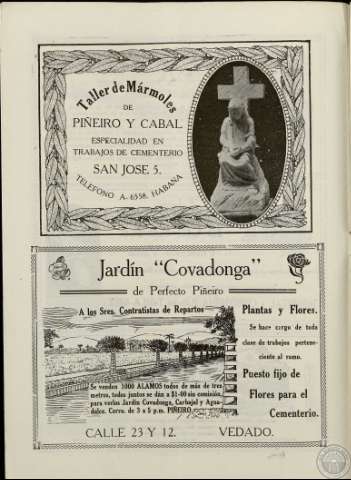 Taller de Mármoles
DE
PIÑEIRO Y CABAL
ESPECIALIDAD EN
TRABAJOS DE CEMENTERIO
SAN JOSE 5.
TELEFONO A-6558. HABANA
Jardín "Covadonga"
de Perfecto Piñeiro
A los Sres. Contratistas de Repartos
Se venden 1000 ALAMOS todos de más de tres
metros, todos juntos se dán a $1-00 sin comisión,
para verlos Jardín Covadonga, Carbajal y Agua-
dulce. Cerro. de 3 a 5 p.m. PIÑEIRO.
Plantas y Flores.
Se hace cargo de toda
clase de trabajos pertene-
ciente al ramo.
Puesto fijo de
Flores para el
Cementerio.
CALLE 23 Y 12. VEDADO.